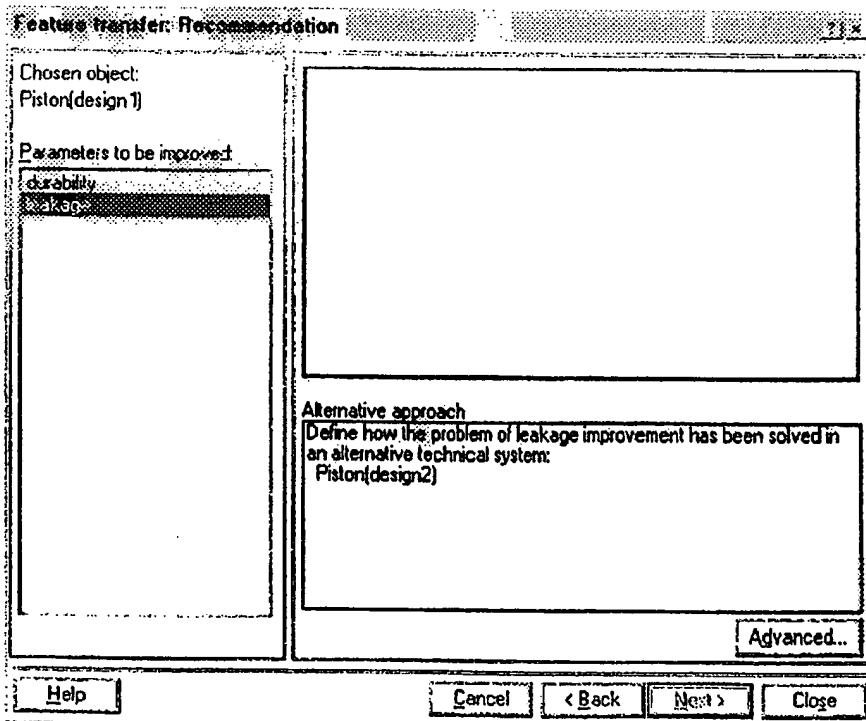 Feature transfer: Recommendation
? x
Chosen object:
Piston(design1)
Parameters to be improved:
durability
leakage
Alternative approach
Define how the problem of leakage improvement has been solved in
an alternative technical system:
Piston(design2)
Advanced...
Help
Cancel
< Back
Next >
Close